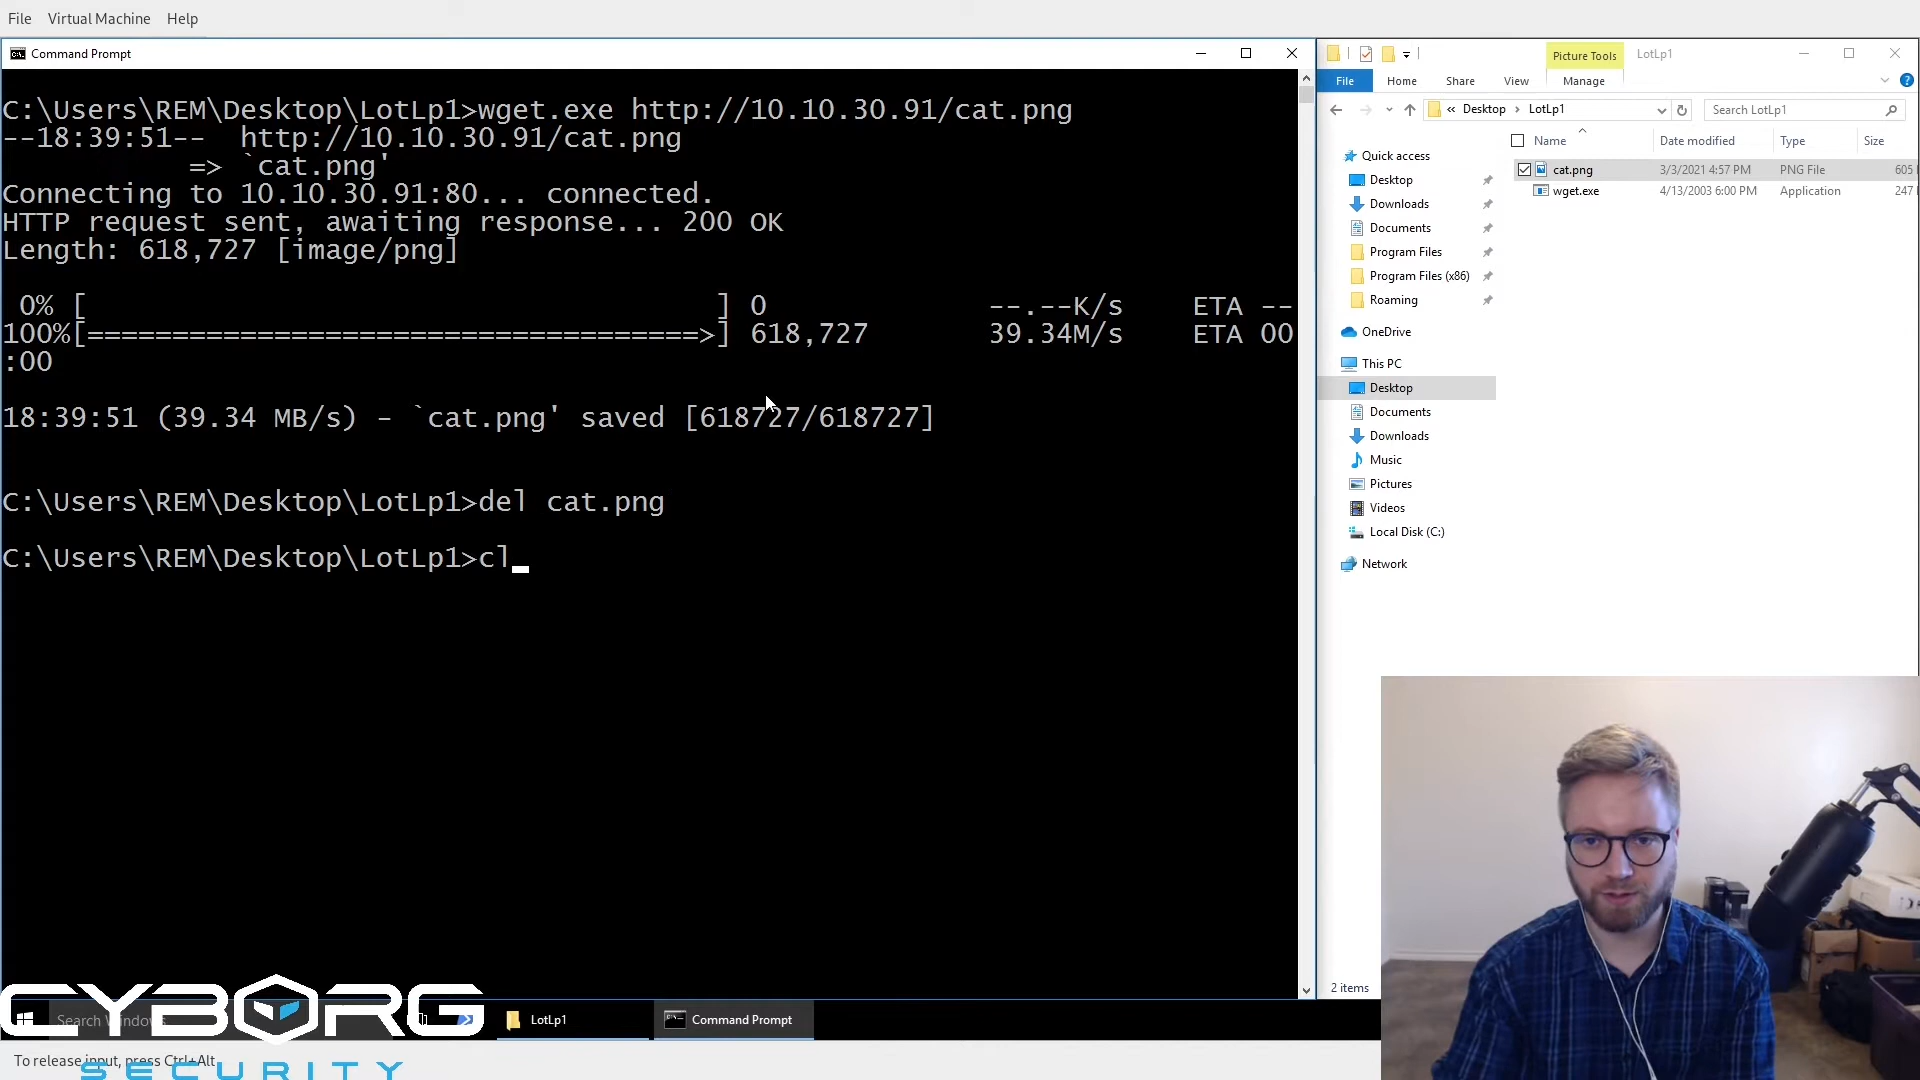 File Virtual Machine Help
Command Prompt
C:\Users\REM\Desktop\LotLp1>wget.exe http://10.10.30.91/cat.png
--18:39:51-- http://10.10.30.91/cat.png
=> `cat.png'
Connecting to 10.10.30.91:80... connected.
HTTP request sent, awaiting response... 200 OK
Length: 618,727 [image/png]
0% [ ] 0 --.--K/s ETA --
100%[====================================>] 618,727 39.34M/s ETA 00
:00
18:39:51 (39.34 MB/s) - `cat.png' saved [618727/618727]
C:\Users\REM\Desktop\LotLp1>del cat.png
C:\Users\REM\Desktop\LotLp1>cl_
Picture Tools LotLp1
File Home Share View Manage
« Desktop > LotLp1 Search LotLp1
Name Date modified Type Size
cat.png 3/3/2021 4:57 PM PNG File 605
wget.exe 4/13/2003 6:00 PM Application 247
Quick access
Desktop
Downloads
Documents
Program Files
Program Files (x86)
Roaming
OneDrive
This PC
Desktop
Documents
Downloads
Music
Pictures
Videos
Local Disk (C:)
Network
2 items
CYBORG
SECURITY
Search Windows
LotLp1
Command Prompt
To release input, press Ctrl+Alt